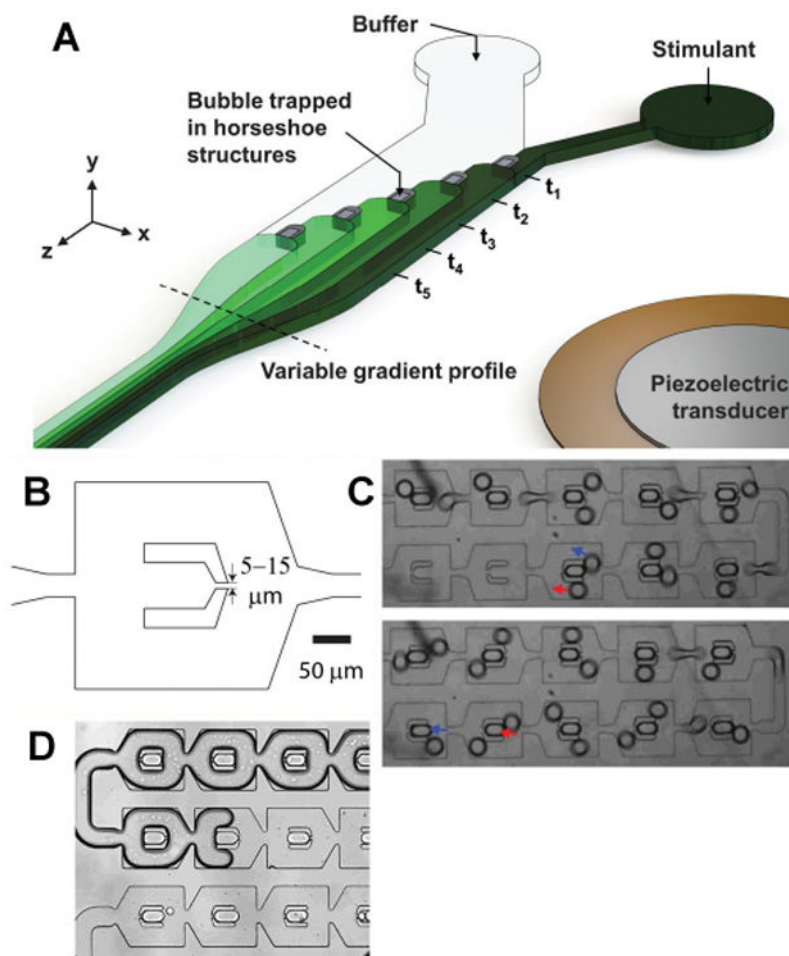 A
Buffer
Stimulant
Bubble trapped
in horseshoe
structures
y
x
z
t₁
t₂
t₃
t₄
t₅
Variable gradient profile
Piezoelectric
transducer
B
5–15
μm
50 μm
C
D